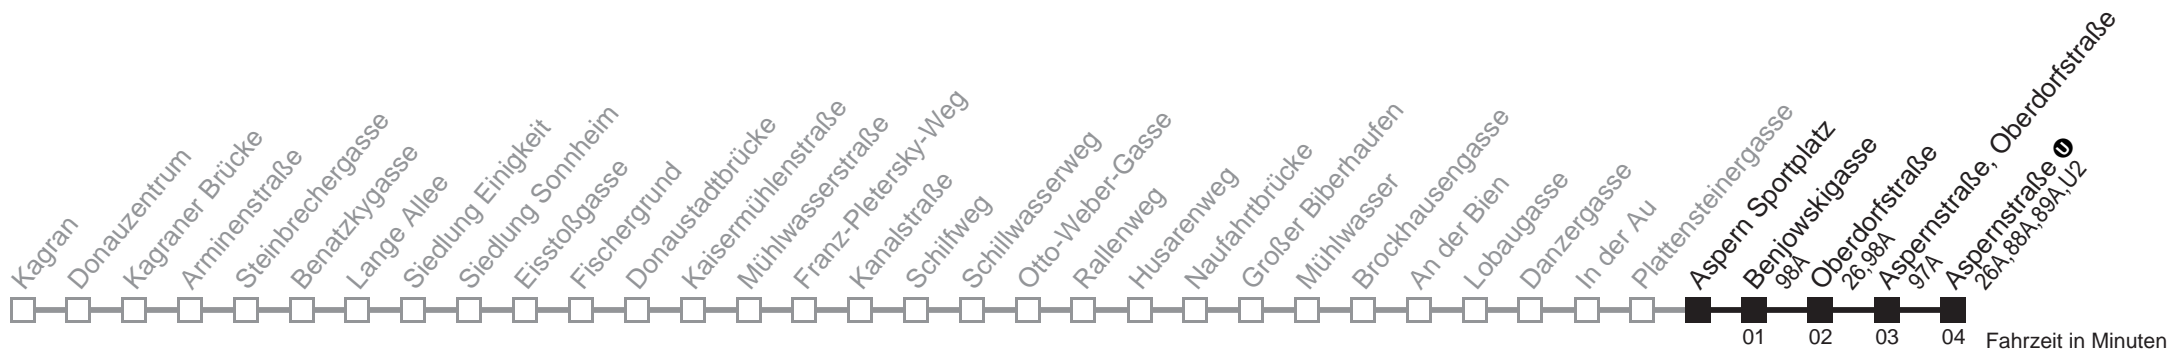 Kagran
Donauzentrum
Kagraner Brücke
Arminenstraße
Steinbrechergasse
Benatzkygasse
Lange Allee
Siedlung Einigkeit
Siedlung Sonnheim
Eisstoßgasse
Fischergrund
Donaustadtbrücke
Kaisermühlenstraße
Mühlwasserstraße
Franz-Pletersky-Weg
Kanalstraße
Schilfweg
Schillwasserweg
Otto-Weber-Gasse
Rallenweg
Husarenweg
Naufahrtbrücke
Großer Biberhaufen
Mühlwasser
Brockhausengasse
An der Bien
Lobaugasse
Danzergasse
In der Au
Plattensteinergasse
Aspern Sportplatz
Benjowskigasse
98A
Oberdorfstraße
26,98A
Aspernstraße, Oberdorfstraße
97A
Aspernstraße U
26A,88A,89A,U2
01 02 03 04 Fahrzeit in Minuten